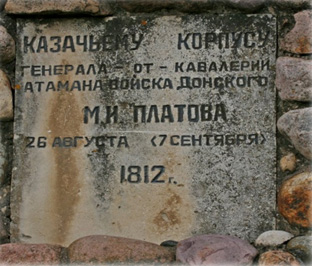 КАЗАЧЬЕМУ КОРПУСУ
ГЕНЕРАЛА - ОТ - КАВАЛЕРИИ
АТАМАНА ВОЙСКА ДОНСКОГО
М.И. ПЛАТОВА
26 АВГУСТА (7 СЕНТЯБРЯ)
1812 г.